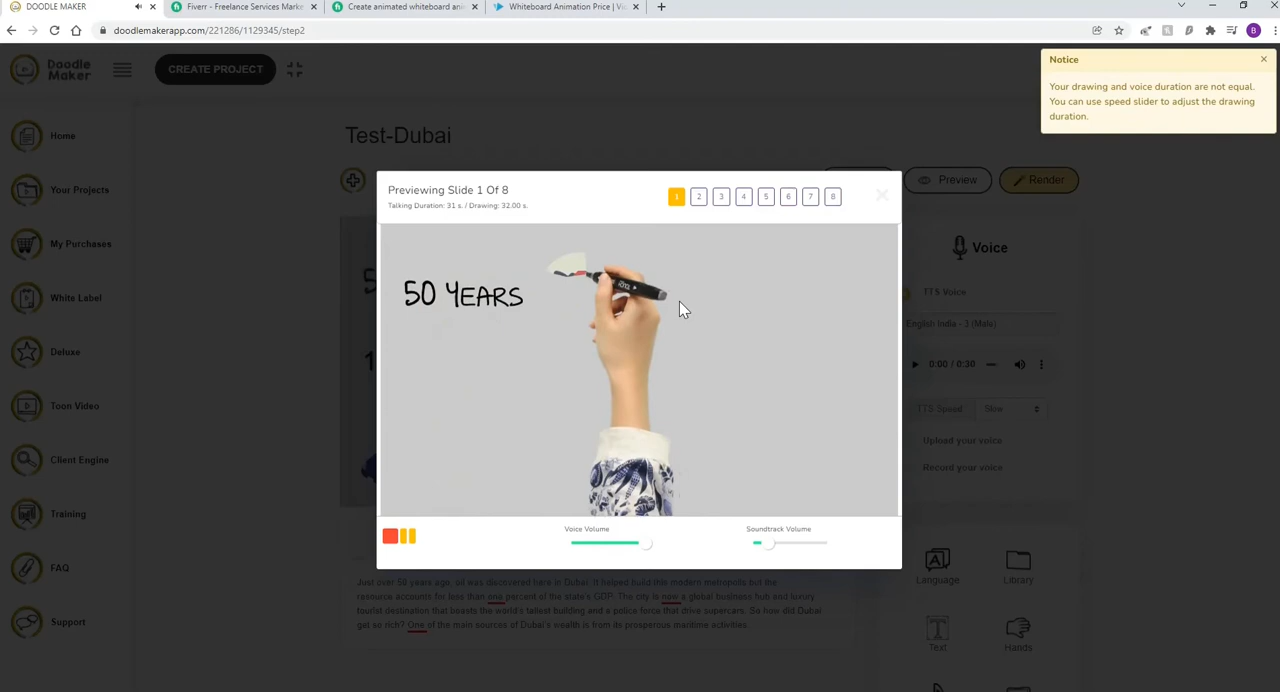 DOODLE MAKER
Fiverr - Freelance Services Marke
Create animated whiteboard ani
Whiteboard Animation Price | Vi
doodlemakerapp.com/221286/1129345/step2
B
Doodle Maker
CREATE PROJECT
Notice
Your drawing and voice duration are not equal.
You can use speed slider to adjust the drawing
duration.
Home
Your Projects
My Purchases
White Label
Deluxe
Toon Video
Client Engine
Training
FAQ
Support
Test-Dubai
Preview
Render
Previewing Slide 1 Of 8
Talking Duration: 31 s. / Drawing: 32.00 s.
1 2 3 4 5 6 7 8
50 YEARS
Voice Volume
Soundtrack Volume
Voice
TTS Voice
English India - 3 (Male)
0:00 / 0:30
TTS Speed
Slow
Upload your voice
Record your voice
Language
Library
Text
Hands
Just over 50 years ago, oil was discovered here in Dubai. It helped build this modern metropolis but the
resource accounts for less than one percent of the state's GDP. The city is now a global business hub and luxury
tourist destination that boasts the world's tallest building and a police force that drive supercars. So how did Dubai
get so rich? One of the main sources of Dubai's wealth is from its prosperous maritime activities.